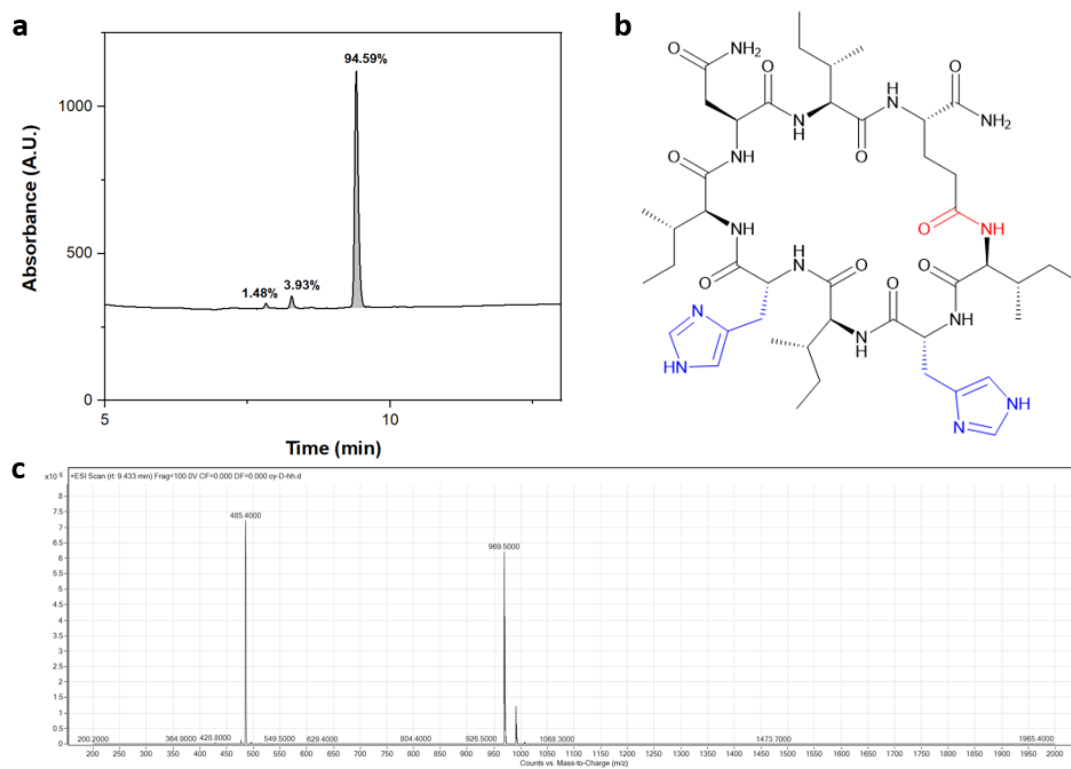 a
94.59%
1.48%
3.93%
1000
500
0
5
10
Absorbance (A.U.)
Time (min)
b
O
NH2
O
O
H
N
O
NH2
N
H
O
O
NH
O
O
NH
NH
O
H
N
O
O
O
NH
N
HN
N
H
N
NH
c
x10 6
+ESI Scan (rt: 9.433 min) Frag=100.0V CF=0.000 DF=0.000 cy-D-hh.d
8
7.5
7
6.5
6
5.5
5
4.5
4
3.5
3
2.5
2
1.5
1
0.5
0
485.4000
969.5000
200.2000 364.9000 428.8000 549.5000 629.4000 804.4000 926.5000 1068.3000 1473.7000 1965.4000
200 250 300 350 400 450 500 550 600 650 700 750 800 850 900 950 1000 1050 1100 1150 1200 1250 1300 1350 1400 1450 1500 1550 1600 1650 1700 1750 1800 1850 1900 1950 2000
Counts vs. Mass-to-Charge (m/z)